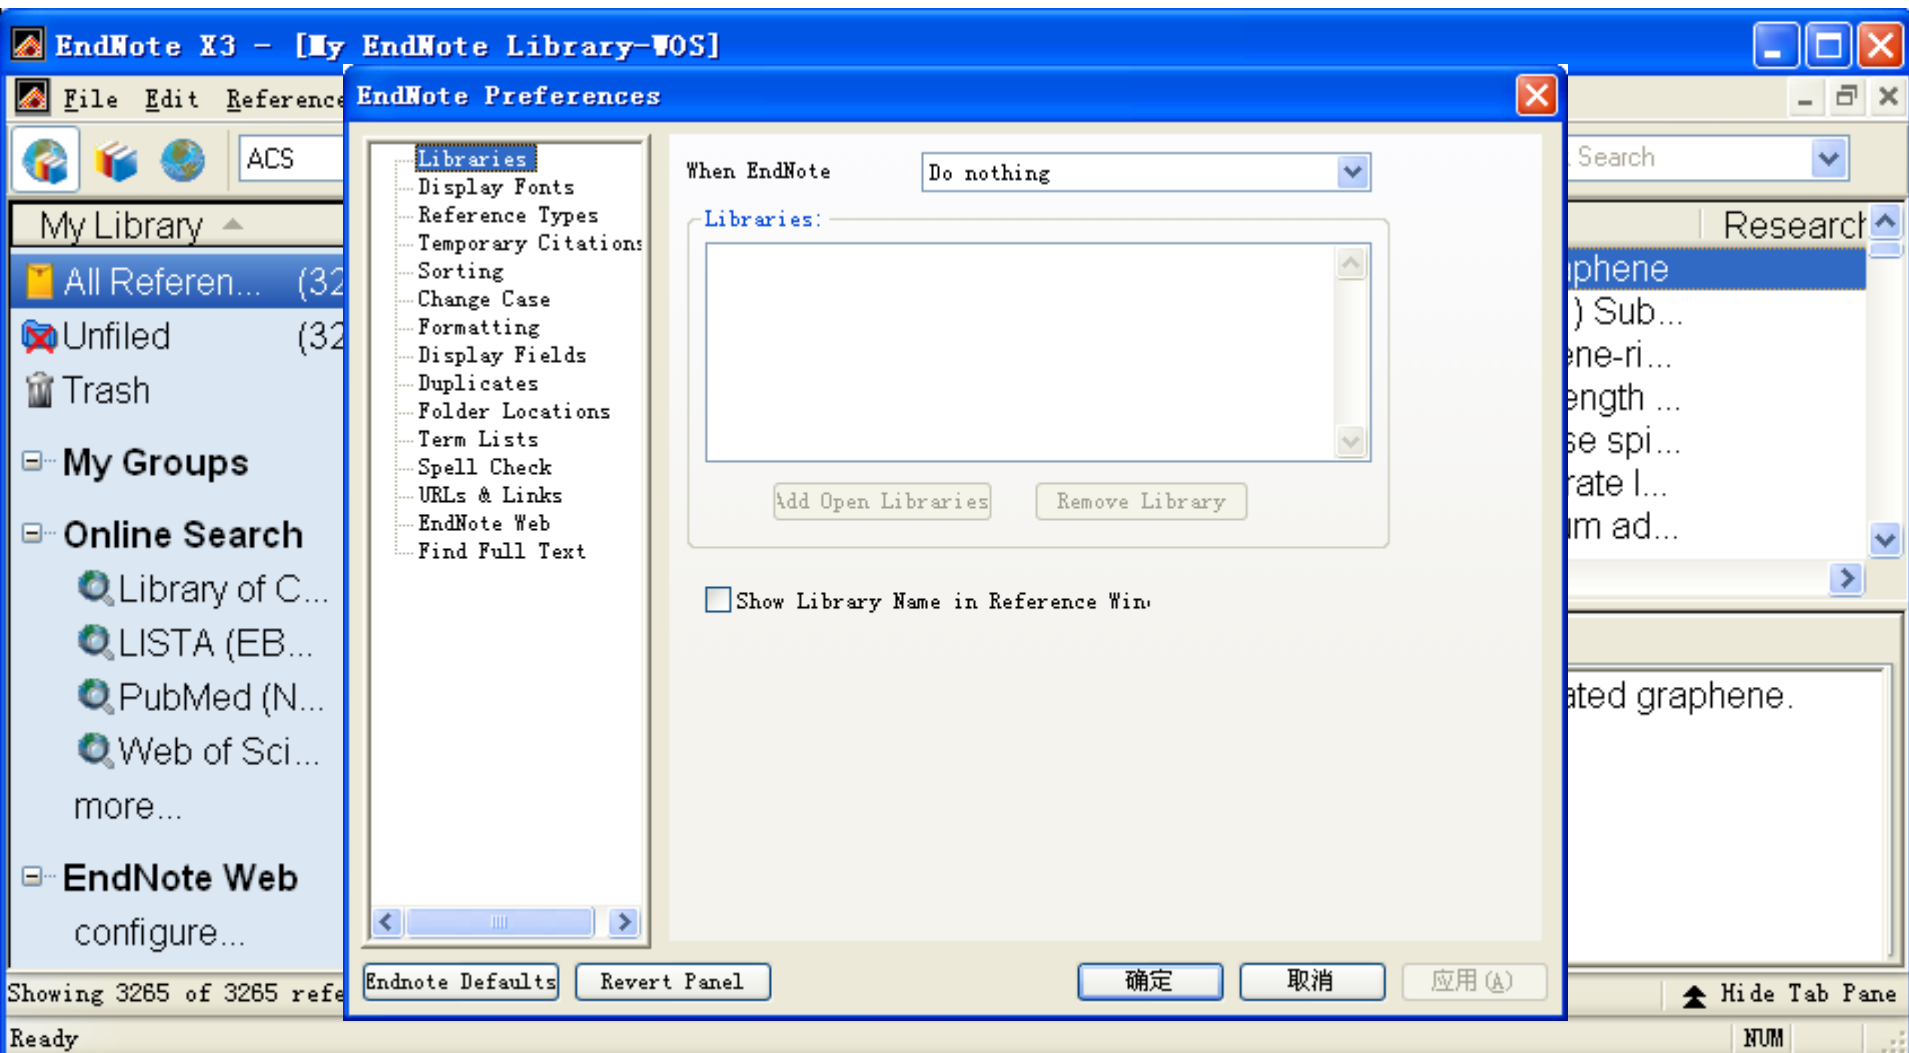 EndNote X3 - [My EndNote Library-WOS]
File Edit Reference
EndNote Preferences
ACS
Search
My Library
Research
All Referen... (32
Unfiled (32
Trash
My Groups
Online Search
Library of C...
LISTA (EB...
PubMed (N...
Web of Sci...
more...
EndNote Web
configure...
Libraries
Display Fonts
Reference Types
Temporary Citations
Sorting
Change Case
Formatting
Display Fields
Duplicates
Folder Locations
Term Lists
Spell Check
URLs & Links
EndNote Web
Find Full Text
When EndNote
Do nothing
Libraries:
Add Open Libraries
Remove Library
Show Library Name in Reference Win
aphene
) Sub...
ene-ri...
ength ...
se spi...
rate l...
um ad...
ated graphene.
Endnote Defaults
Revert Panel
确定
取消
应用(A)
Showing 3265 of 3265 refe
Hide Tab Pane
Ready
NUM